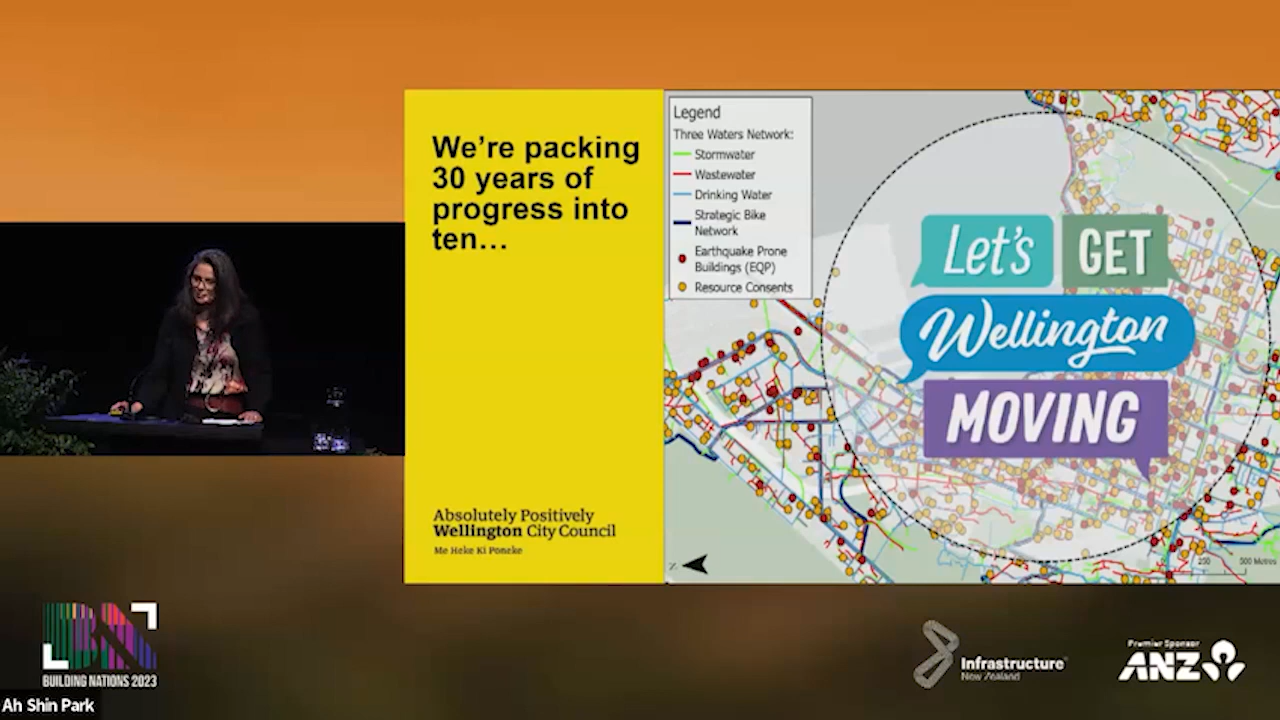 We're packing
30 years of
progress into
ten...
Absolutely Positively
Wellington City Council
Me Heke Ki Pōneke
Legend
Three Waters Network:
Stormwater
Wastewater
Drinking Water
Strategic Bike
Network
Earthquake Prone
Buildings (EQP)
Resource Consents
Let's GET
Wellington
MOVING
250 500 Metres
BN
BUILDING NATIONS 2023
Infrastructure
New Zealand
Premier Sponsor
ANZ
Ah Shin Park